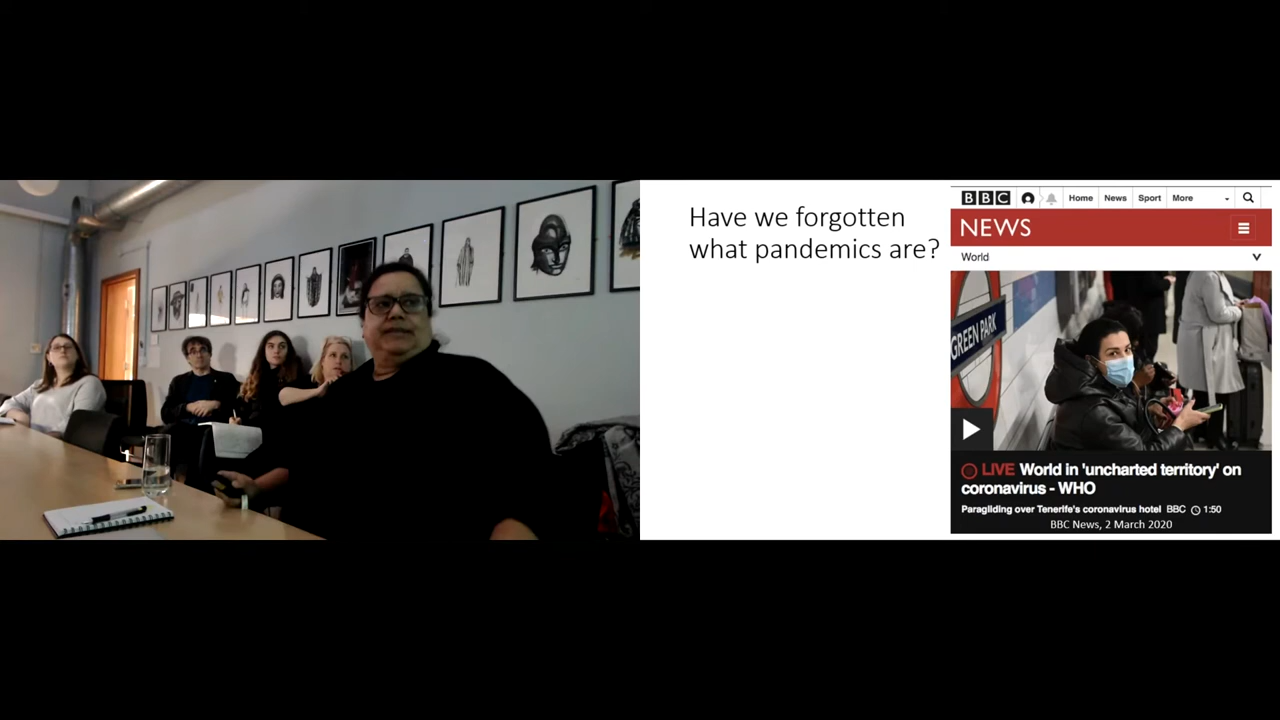 Have we forgotten
what pandemics are?
BBC
Home
News
Sport
More
NEWS
World
GREEN PARK
LIVE World in 'uncharted territory' on
coronavirus - WHO
Paragliding over Tenerife's coronavirus hotel BBC 1:50
BBC News, 2 March 2020